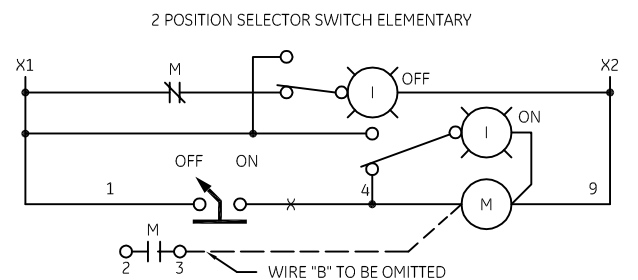 2 POSITION SELECTOR SWITCH ELEMENTARY
X1
M
I
OFF
X2
I
ON
OFF ON
1
X
4
M
9
M
2
3
WIRE "B" TO BE OMITTED